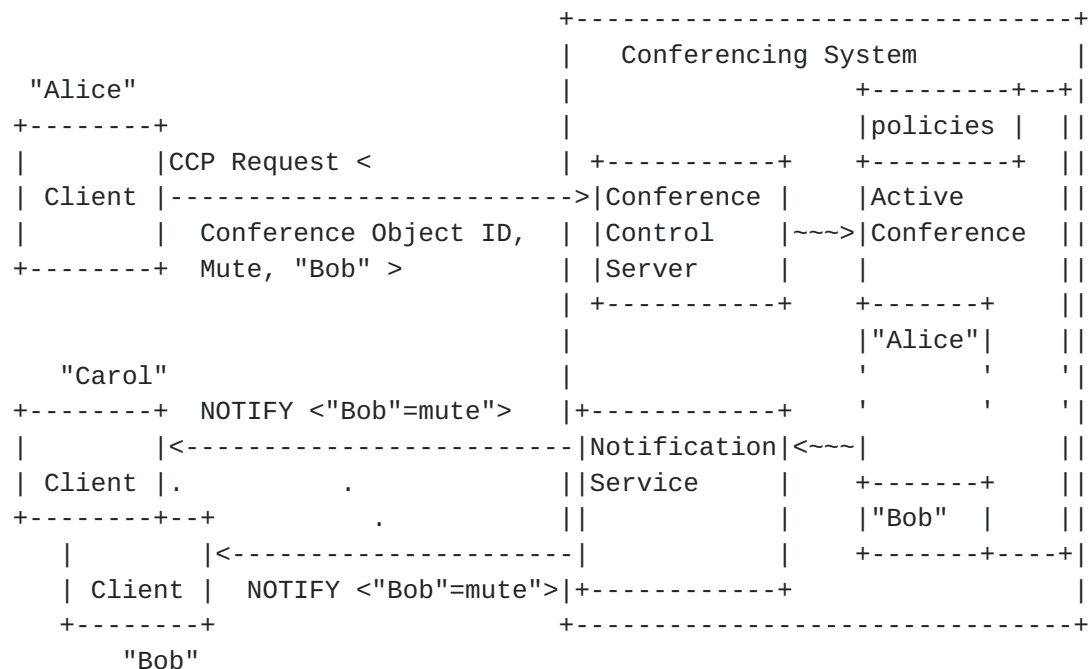 Conferencing System
"Alice"
policies
CCP Request <
Client Conference Active
Conference Object ID, Control Conference
Mute, "Bob" > Server
"Alice"
"Carol"
NOTIFY <"Bob"=mute">
Notification
Client . . Service
. "Bob"
Client NOTIFY <"Bob"=mute">
"Bob"